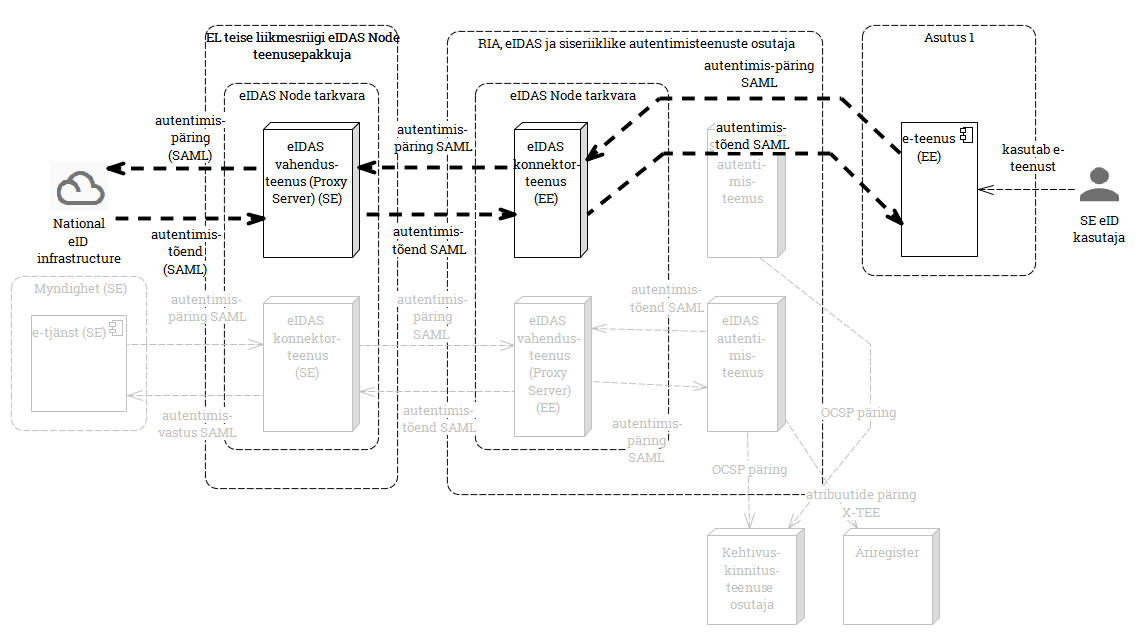 EL teise liikmesriigi eIDAS Node
teenusepakkuja
RIA, eIDAS ja siseriiklike autentimisteenuste osutaja
Asutus 1
eIDAS Node tarkvara
eIDAS Node tarkvara
autentimis-päring
SAML
autentimis-
päring
(SAML)
eIDAS
vahendus-
teenus (Proxy
Server) (SE)
autentimis-
päring SAML
eIDAS
konnektor-
teenus
(EE)
autentimis-
tõend SAML
autenti-
mis-
teenus
e-teenus
(EE)
kasutab e-
teenust
SE eID
kasutaja
National
eID
infrastructure
autentimis-
tõend
(SAML)
autentimis-
tõend SAML
Myndighet (SE)
e-tjänst (SE)
autentimis-
päring SAML
eIDAS
konnektor-
teenus
(SE)
autentimis-
päring
SAML
eIDAS
vahendus-
teenus
(Proxy
Server)
(EE)
autentimis-
tõend SAML
eIDAS
autenti-
mis-
teenus
autentimis-
vastus SAML
autentimis-
tõend SAML
autentimis-
päring
SAML
OCSP päring
OCSP päring
atribuutide päring
X-TEE
Kehtivus-
kinnitus-
teenuse
osutaja
Äriregister